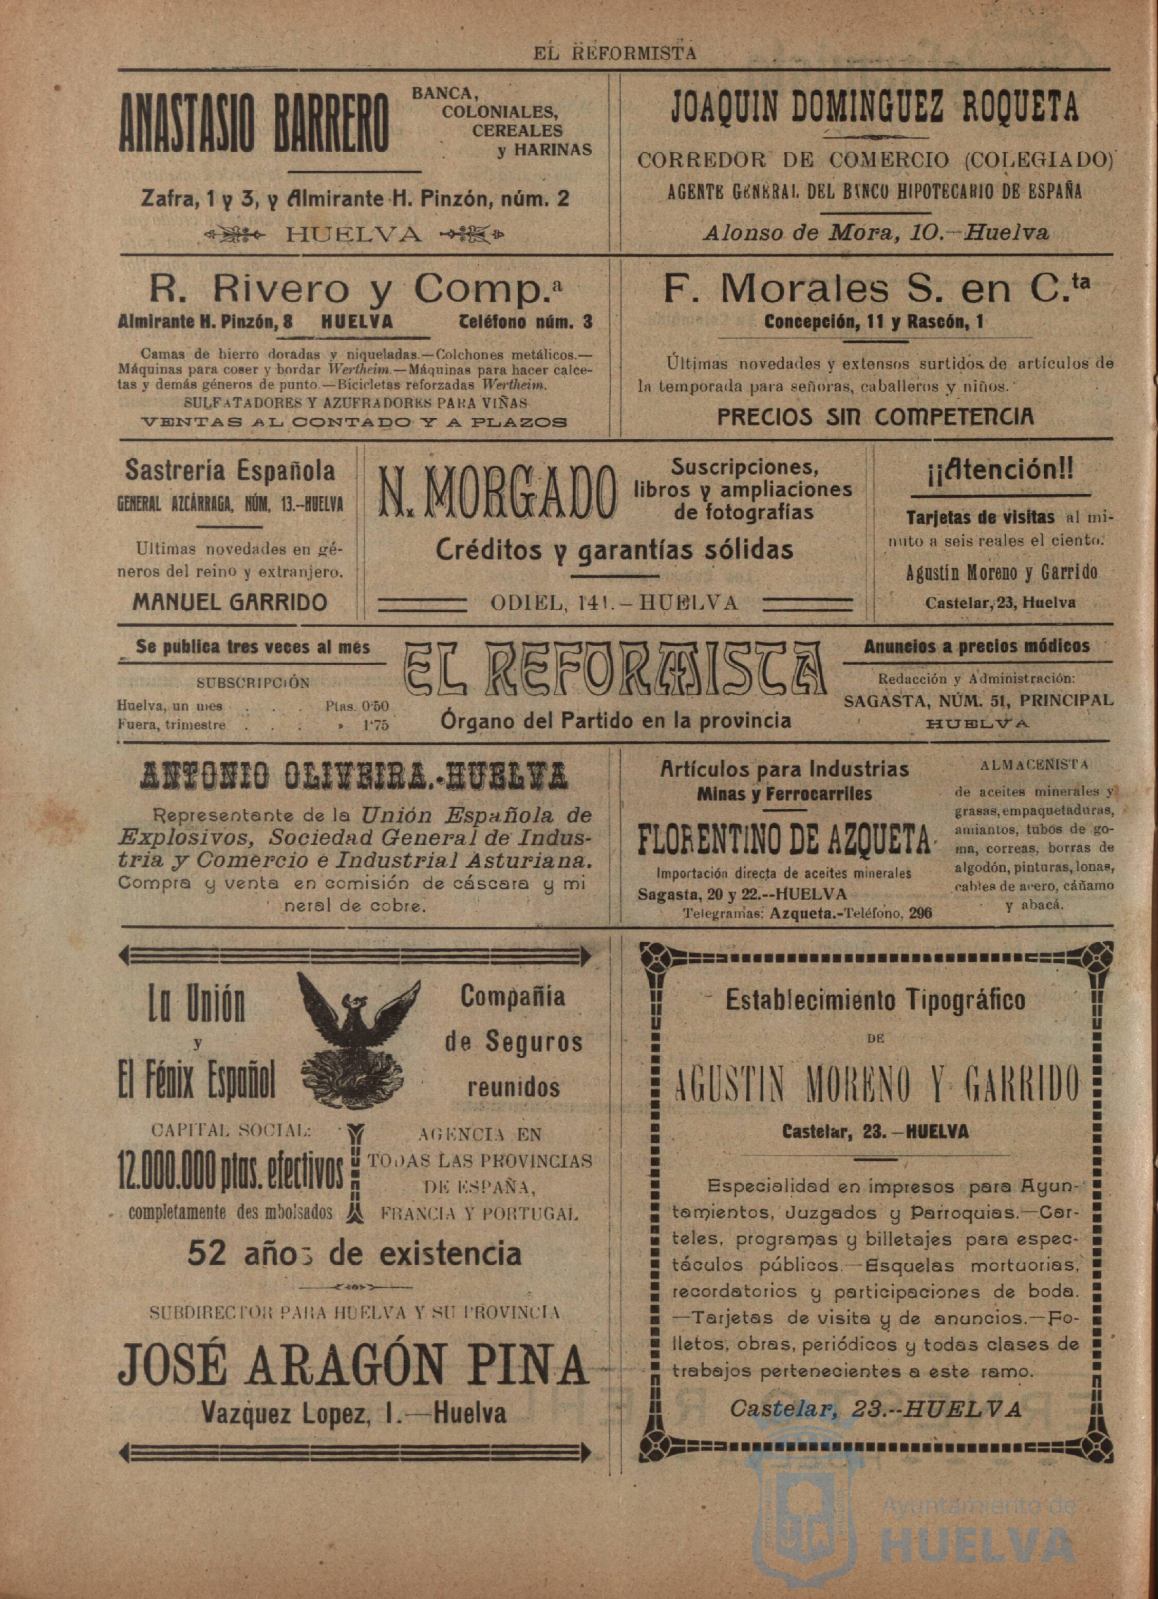 EL REFORMISTA
ANASTASIO BARRERO
BANCA,
COLONIALES,
CEREALES
y HARINAS
Zafra, 1 y 3, y Almirante H. Pinzón, núm. 2
HUELVA
JOAQUIN DOMINGUEZ ROQUETA
CORREDOR DE COMERCIO (COLEGIADO)
AGENTE GENERAL DEL BANCO HIPOTECARIO DE ESPAÑA
Alonso de Mora, 10.—Huelva
R. Rivero y Comp.ª
Almirante H. Pinzón, 8 HUELVA Teléfono núm. 3
Camas de hierro doradas y niqueladas.—Colchones metálicos.—
Máquinas para coser y bordar Wertheim.—Máquinas para hacer calce-
tas y demás géneros de punto.—Bicicletas reforzadas Wertheim.
SULFATADORES Y AZUFRADORES PARA VIÑAS
VENTAS AL CONTADO Y A PLAZOS
F. Morales S. en C.ta
Concepción, 11 y Rascón, 1
Últimas novedades y extensos surtidos de artículos de
la temporada para señoras, caballeros y niños.
PRECIOS SIN COMPETENCIA
Sastrería Española
GENERAL AZCÁRRAGA, NÚM. 13.--HUELVA
Ultimas novedades en gé-
neros del reino y extranjero.
MANUEL GARRIDO
N. MORGADO
Suscripciones,
libros y ampliaciones
de fotografías
Créditos y garantías sólidas
ODIEL, 141.—HUELVA
¡¡Atención!!
Tarjetas de visitas al mi-
nuto a seis reales el ciento.
Agustín Moreno y Garrido
Castelar, 23, Huelva
Se publica tres veces al mes
SUBSCRIPCIÓN
Huelva, un mes . . . Ptas. 0'50
Fuera, trimestre . . . » 1'75
EL REFORMISTA
Órgano del Partido en la provincia
Anuncios a precios módicos
Redacción y Administración:
SAGASTA, NÚM. 51, PRINCIPAL
HUELVA
ANTONIO OLIVEIRA.-HUELVA
Representante de la Unión Española de
Explosivos, Sociedad General de Indus-
tria y Comercio e Industrial Asturiana.
Compra y venta en comisión de cáscara y mi
neral de cobre.
Artículos para Industrias
Minas y Ferrocarriles
FLORENTINO DE AZQUETA
Importación directa de aceites minerales
Sagasta, 20 y 22.--HUELVA
Telegramas: Azqueta.-Teléfono, 296
ALMACENISTA
de aceites minerales y
grasas, empaquetaduras,
amiantos, tubos de go-
ma, correas, borras de
algodón, pinturas, lonas,
cables de acero, cáñamo
y abacá.
La Unión
y
El Fénix Español
Compañía
de Seguros
reunidos
CAPITAL SOCIAL:
12.000.000 ptas. efectivos
completamente des mbolsados
AGENCIA EN
TODAS LAS PROVINCIAS
DE ESPAÑA,
FRANCIA Y PORTUGAL
52 años de existencia
SUBDIRECTOR PARA HUELVA Y SU PROVINCIA
JOSÉ ARAGÓN PINA
Vazquez Lopez, 1.—Huelva
Establecimiento Tipográfico
DE
AGUSTIN MORENO Y GARRIDO
Castelar, 23.—HUELVA
Especialidad en impresos para Ayun-
tamientos, Juzgados y Parroquias.—Car-
teles, programas y billetajes para espec-
táculos públicos.—Esquelas mortuorias,
recordatorios y participaciones de boda.
—Tarjetas de visita y de anuncios.—Fo-
lletos, obras, periódicos y todas clases de
trabajos pertenecientes a este ramo.
Castelar, 23.--HUELVA
Ayuntamiento de
HUELVA